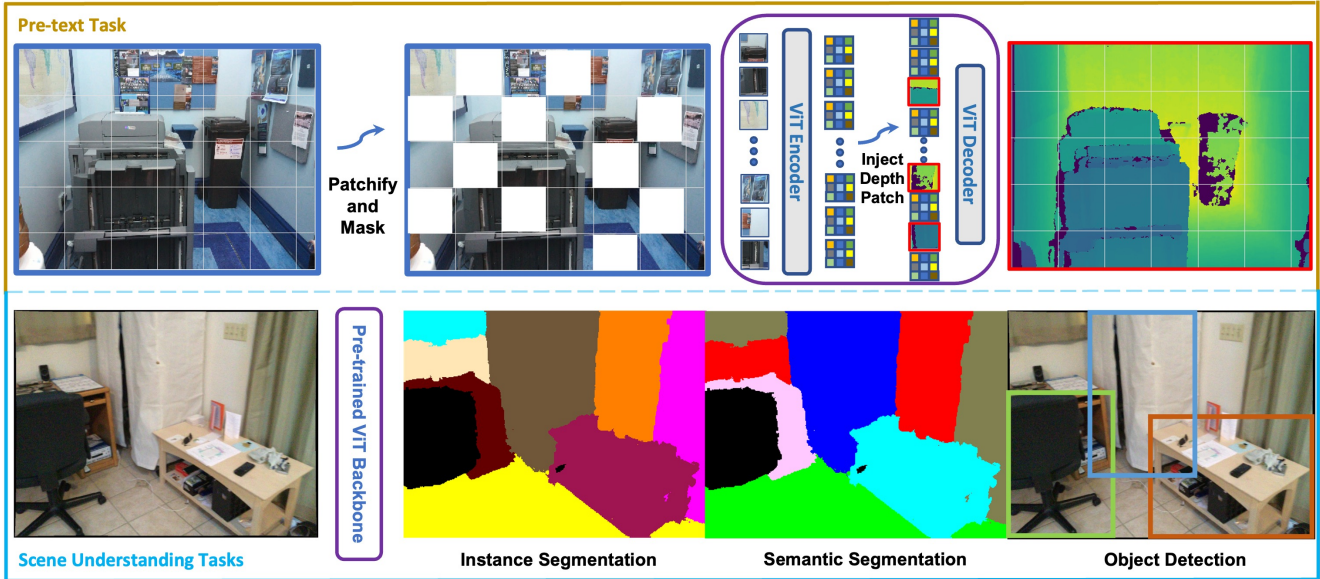 Pre-text Task
Patchify
and
Mask
ViT Encoder
Inject
Depth
Patch
ViT Decoder
Pre-trained ViT Backbone
Scene Understanding Tasks
Instance Segmentation
Semantic Segmentation
Object Detection